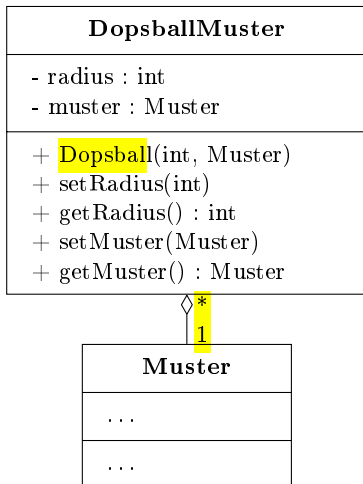 DopsballMuster
- radius : int
- muster : Muster
+ Dopsball(int, Muster)
+ setRadius(int)
+ getRadius() : int
+ setMuster(Muster)
+ getMuster() : Muster
*
1
Muster
...
...